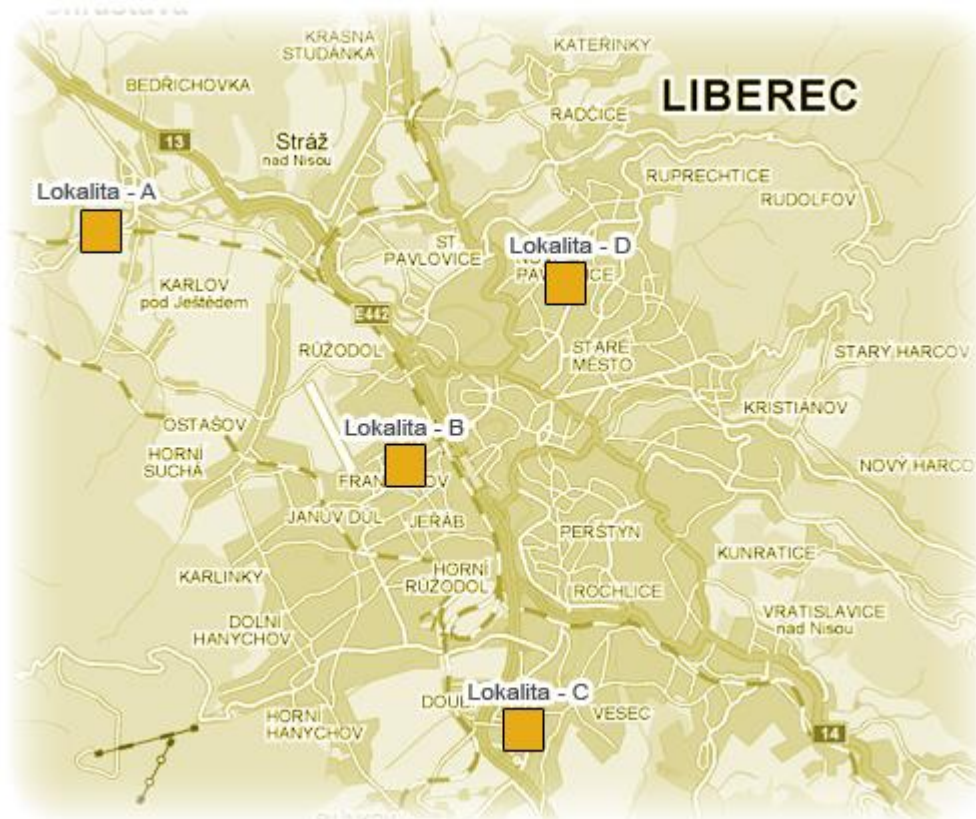 KRÁSNÁ
STUDÁNKA
KATEŘINKY
BEDŘICHOVKA
LIBEREC
RADČICE
13
Stráž
nad Nisou
RUPRECHTICE
Lokalita - A
RUDOLFOV
ST
PAVLOVICE
Lokalita - D
KARLOV
pod Ještědem
E442
RŮŽODOL
STARÉ
MĚSTO
STARÝ HARCOV
KRISTIÁNOV
OSTAŠOV
Lokalita - B
HORNÍ
SUCHÁ
NOVÝ HARCO
JANŮV DŮL
JEŘÁB
PERŠTÝN
KUNRATICE
KARLINKY
HORNÍ
RŮŽODOL
ROCHLICE
DOLNÍ
HANYCHOV
VRATISLAVICE
nad Nisou
Lokalita - C
DOUB
VESEC
HORNÍ
HANYCHOV
14